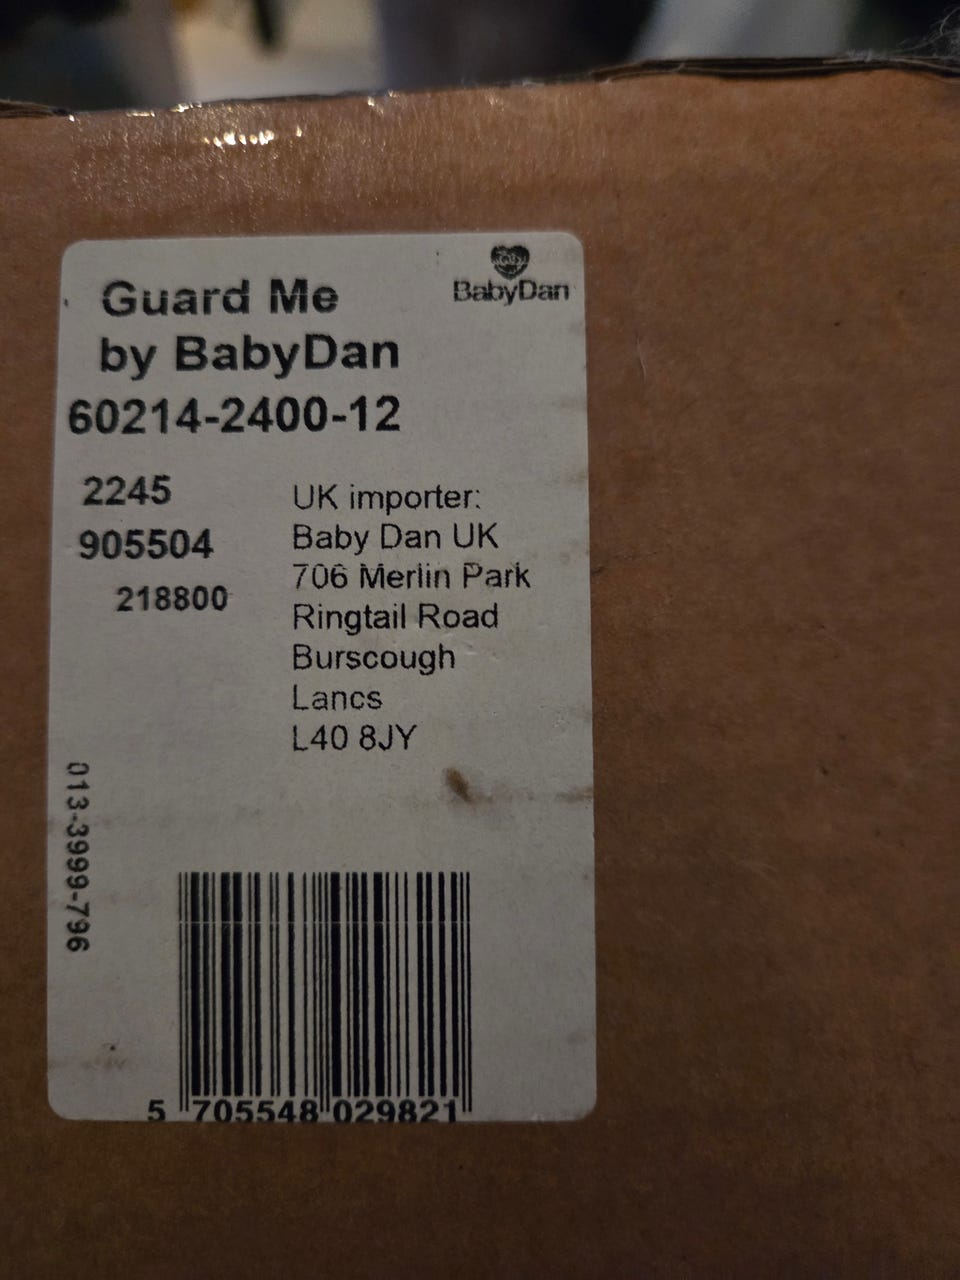 BabyDan
Guard Me
by BabyDan
60214-2400-12
2245
905504
218800
UK importer:
Baby Dan UK
706 Merlin Park
Ringtail Road
Burscough
Lancs
L40 8JY
013-3999-796
5 705548 029821